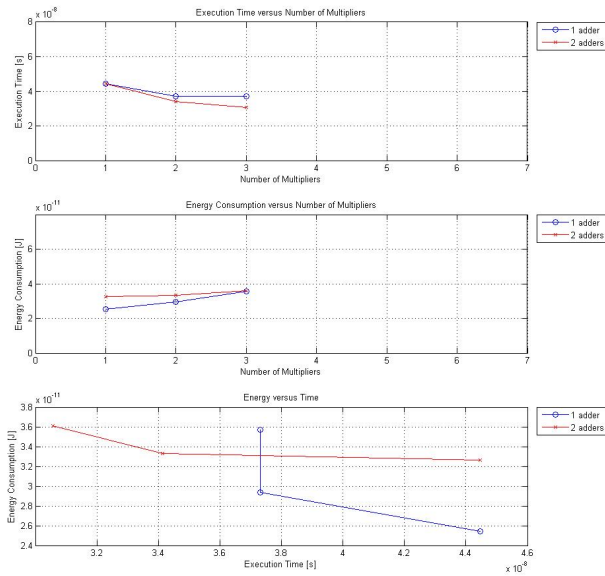 Execution Time versus Number of Multipliers
x 10^-8
8
6
4
2
0
0 1 2 3 4 5 6 7
Execution Time [s]
Number of Multipliers
1 adder
2 adders
Energy Consumption versus Number of Multipliers
x 10^-11
8
6
4
2
0
0 1 2 3 4 5 6 7
Energy Consumption [J]
Number of Multipliers
1 adder
2 adders
Energy versus Time
x 10^-11
3.8
3.6
3.4
3.2
3
2.8
2.6
2.4
3.2 3.4 3.6 3.8 4 4.2 4.4 4.6
x 10^-8
Energy Consumption [J]
Execution Time [s]
1 adder
2 adders